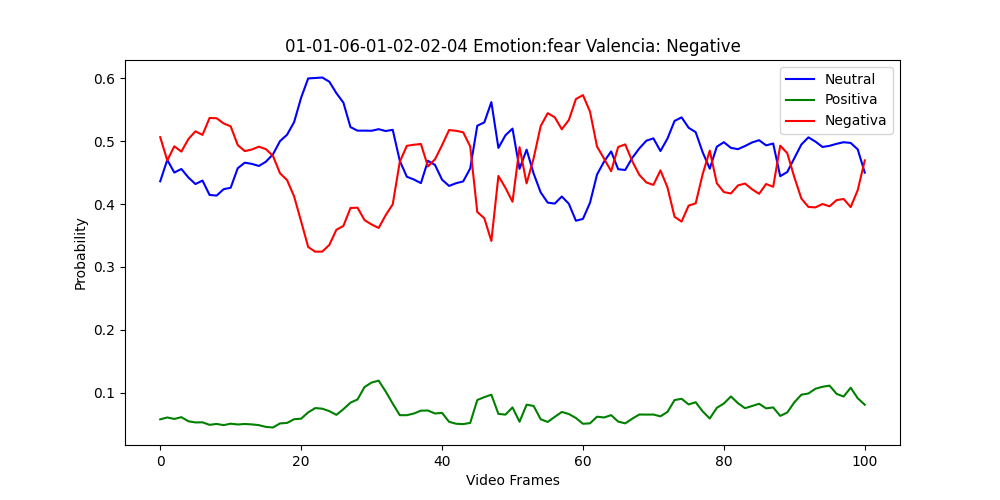 01-01-06-01-02-02-04 Emotion:fear Valencia: Negative
Neutral
Positiva
Negativa
Probability
0.6
0.5
0.4
0.3
0.2
0.1
0 20 40 60 80 100
Video Frames